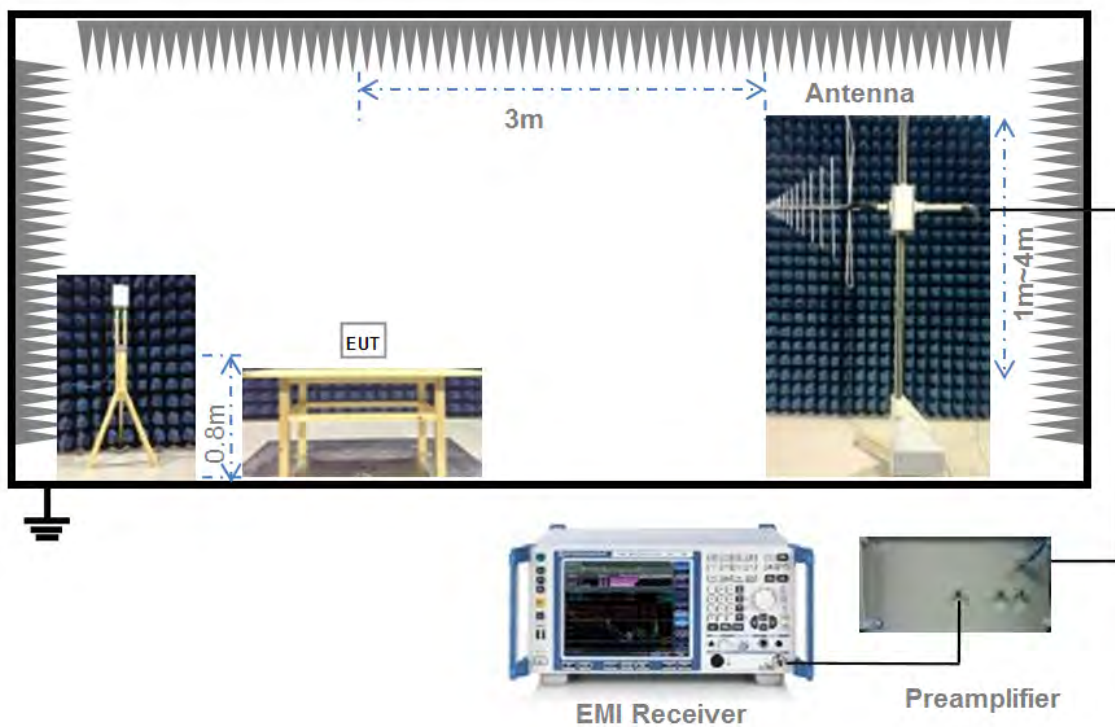 Antenna
3m
1m~4m
EUT
0.8m
EMI Receiver
Preamplifier